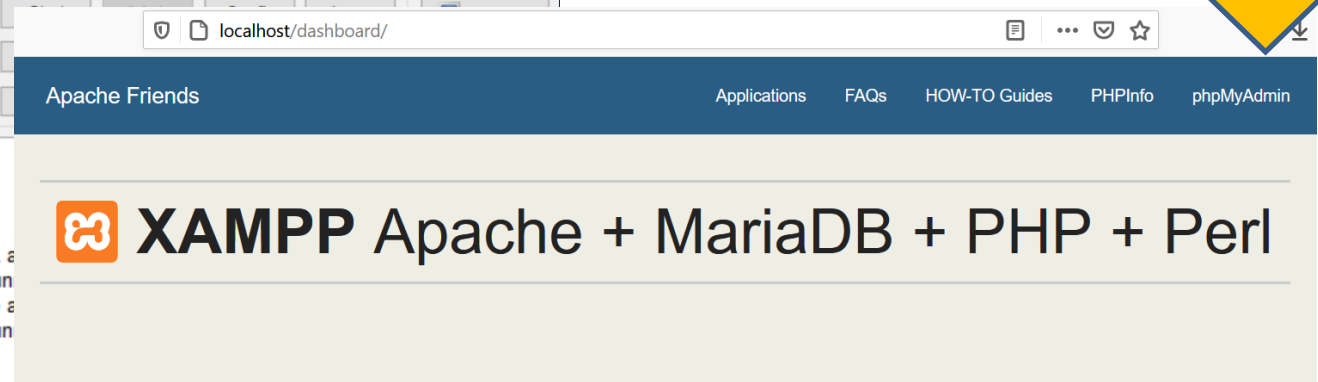 localhost/dashboard/
Apache Friends Applications FAQs HOW-TO Guides PHPInfo phpMyAdmin
XAMPP Apache + MariaDB + PHP + Perl